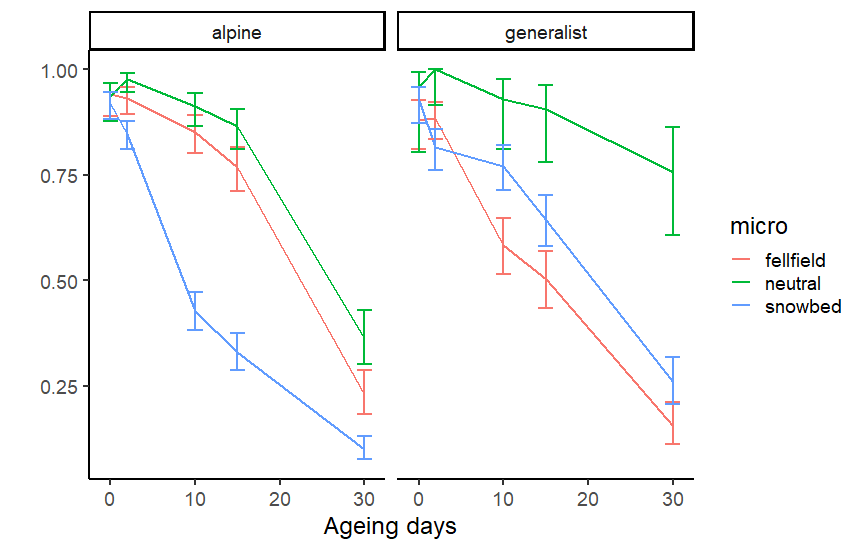 alpine
generalist
1.00
0.75
0.50
0.25
0 10 20 30
0 10 20 30
Ageing days
micro
fellfield
neutral
snowbed